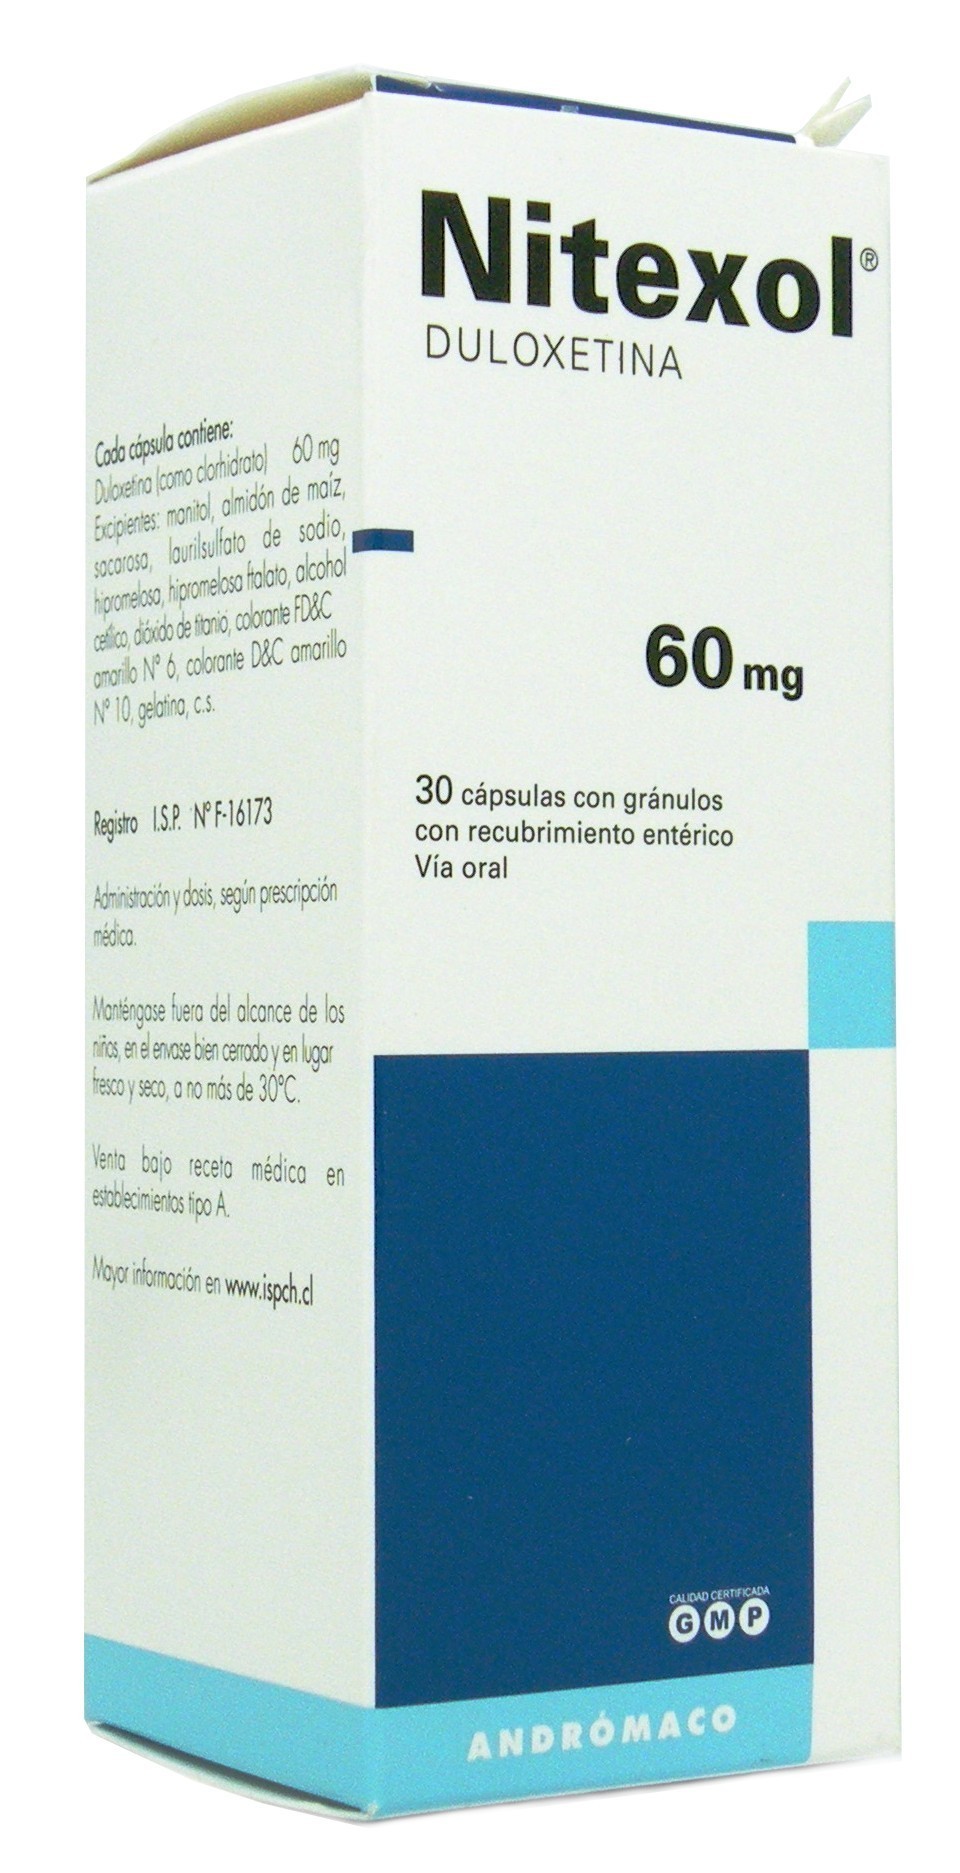 Nitexol®
DULOXETINA
60 mg
30 cápsulas con gránulos
con recubrimiento entérico
Vía oral
CALIDAD CERTIFICADA
GMP
ANDRÓMACO
Cada cápsula contiene:
Duloxetina (como clorhidrato) 60 mg
Excipientes: manitol, almidón de maíz,
sacarosa, laurilsulfato de sodio,
hipromelosa, hipromelosa ftalato, alcohol
cetílico, dióxido de titanio, colorante FD&C
amarillo Nº 6, colorante D&C amarillo
Nº 10, gelatina, c.s.
Registro I.S.P. Nº F-16173
Administración y dosis, según prescripción
médica.
Manténgase fuera del alcance de los
niños, en el envase bien cerrado y en lugar
fresco y seco, a no más de 30ºC.
Venta bajo receta médica en
establecimientos tipo A.
Mayor información en www.ispch.cl